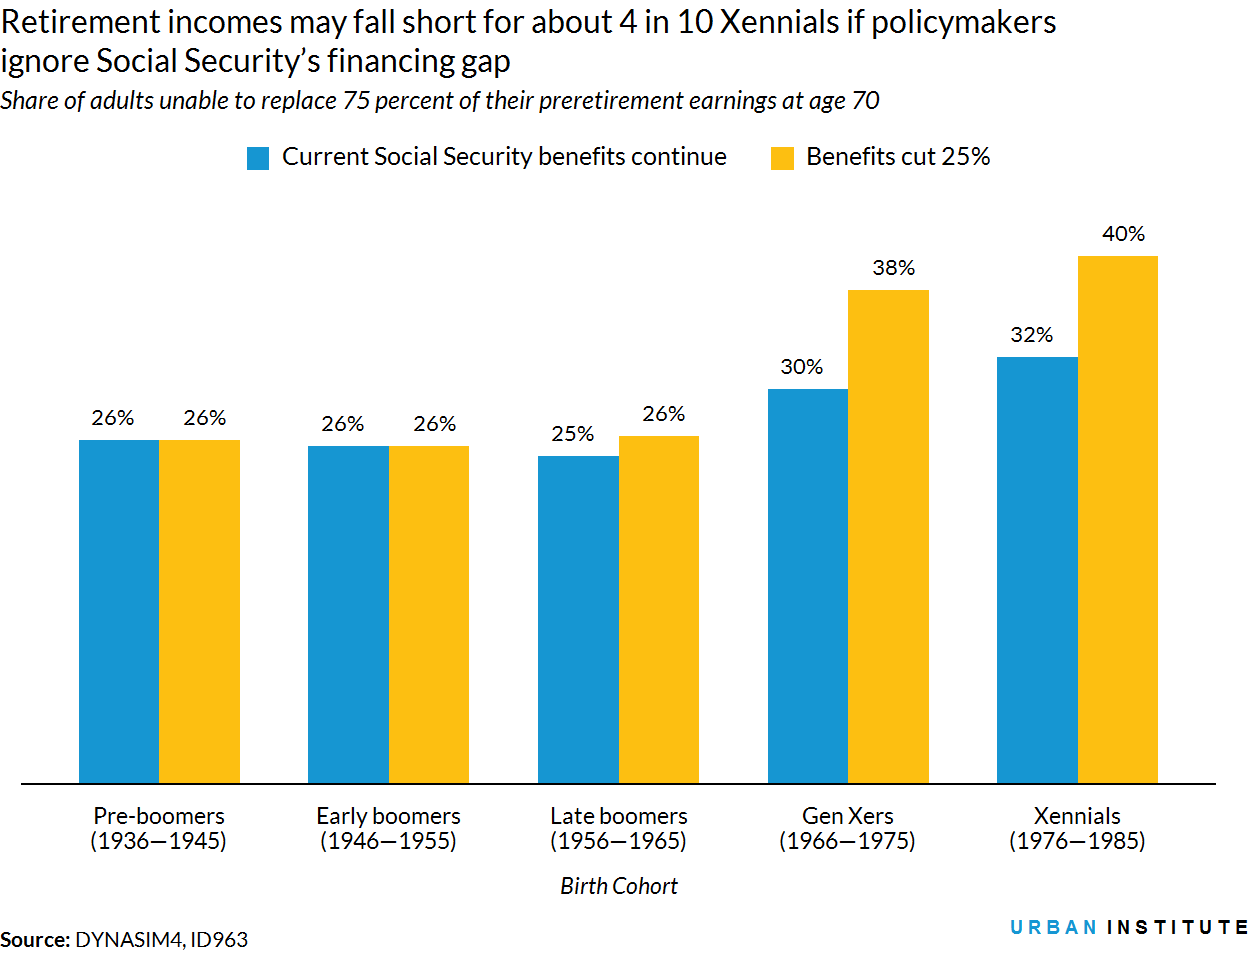 Retirement incomes may fall short for about 4 in 10 Xennials if policymakers
ignore Social Security’s financing gap
Share of adults unable to replace 75 percent of their preretirement earnings at age 70
Current Social Security benefits continue
Benefits cut 25%
26%
26%
26%
26%
25%
26%
30%
38%
32%
40%
Pre-boomers
(1936—1945)
Early boomers
(1946—1955)
Late boomers
(1956—1965)
Gen Xers
(1966—1975)
Xennials
(1976—1985)
Birth Cohort
Source: DYNASIM4, ID963
URBAN INSTITUTE